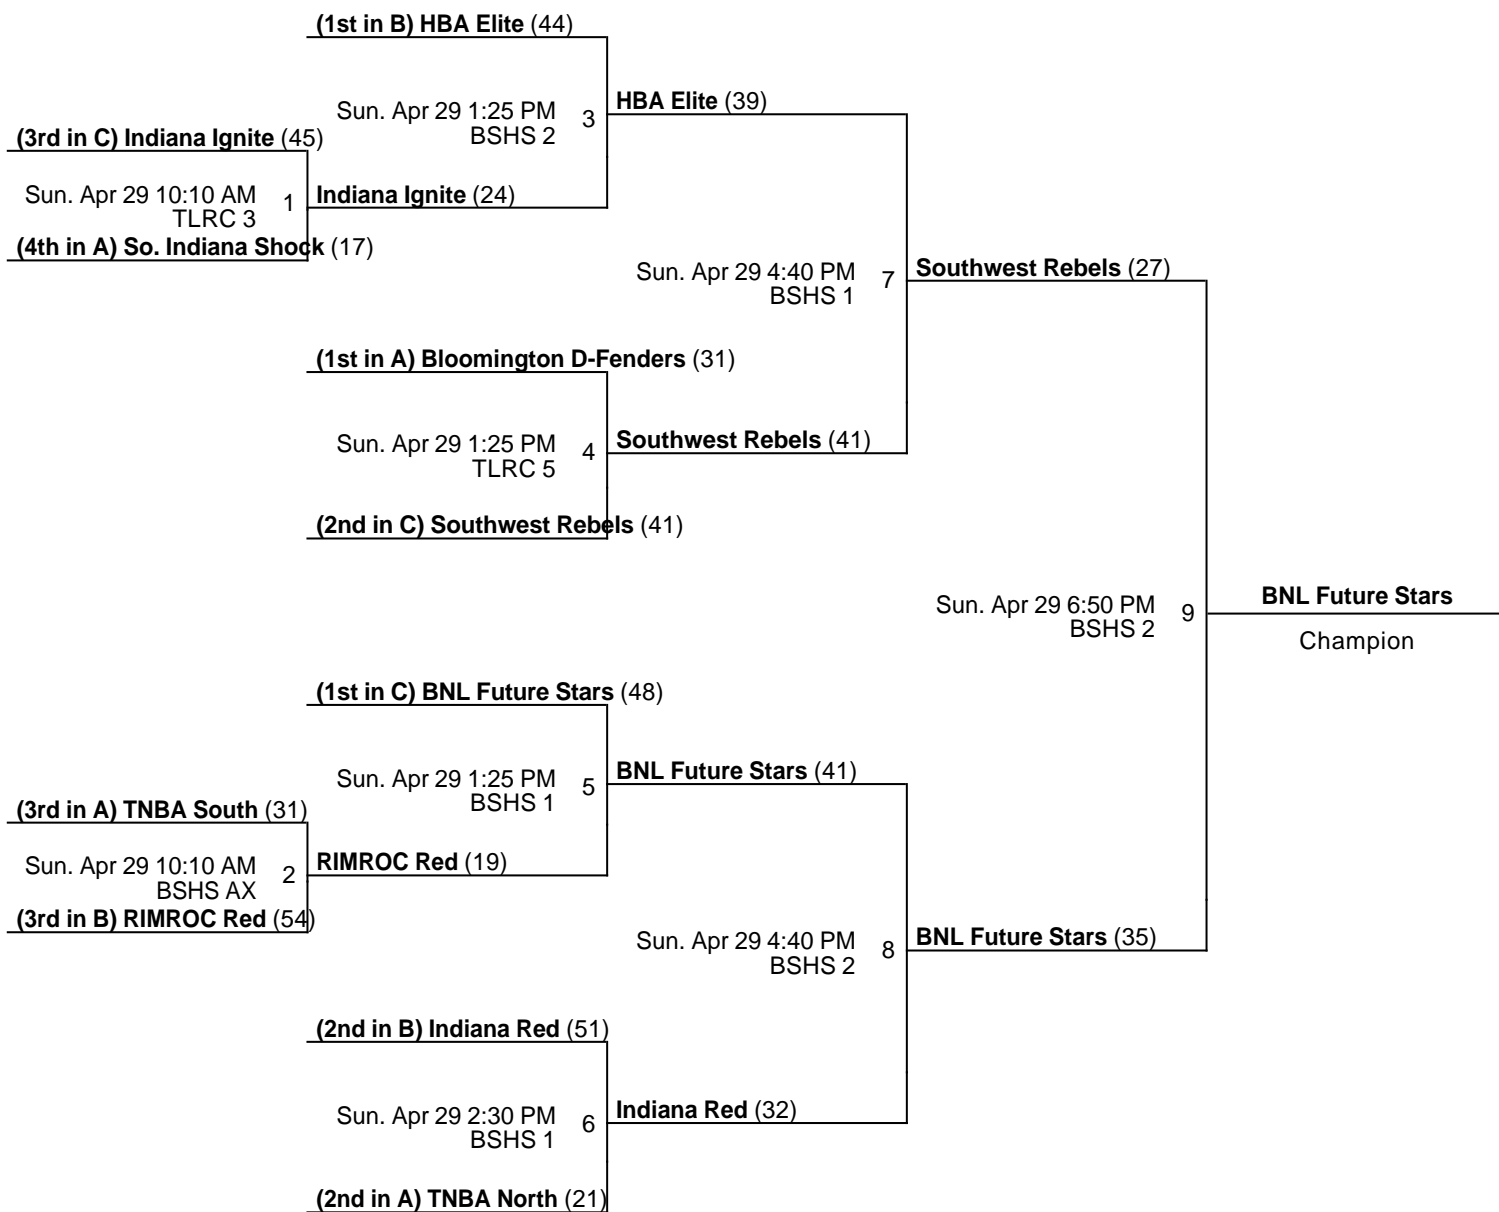 (1st in B) HBA Elite (44)
Sun. Apr 29 1:25 PM
BSHS 2
3
HBA Elite (39)
(3rd in C) Indiana Ignite (45)
Sun. Apr 29 10:10 AM
TLRC 3
1
Indiana Ignite (24)
(4th in A) So. Indiana Shock (17)
Sun. Apr 29 4:40 PM
BSHS 1
7
Southwest Rebels (27)
(1st in A) Bloomington D-Fenders (31)
Sun. Apr 29 1:25 PM
TLRC 5
4
Southwest Rebels (41)
(2nd in C) Southwest Rebels (41)
Sun. Apr 29 6:50 PM
BSHS 2
9
BNL Future Stars
Champion
(1st in C) BNL Future Stars (48)
Sun. Apr 29 1:25 PM
BSHS 1
5
BNL Future Stars (41)
(3rd in A) TNBA South (31)
Sun. Apr 29 10:10 AM
BSHS AX
2
RIMROC Red (19)
(3rd in B) RIMROC Red (54)
Sun. Apr 29 4:40 PM
BSHS 2
8
BNL Future Stars (35)
(2nd in B) Indiana Red (51)
Sun. Apr 29 2:30 PM
BSHS 1
6
Indiana Red (32)
(2nd in A) TNBA North (21)